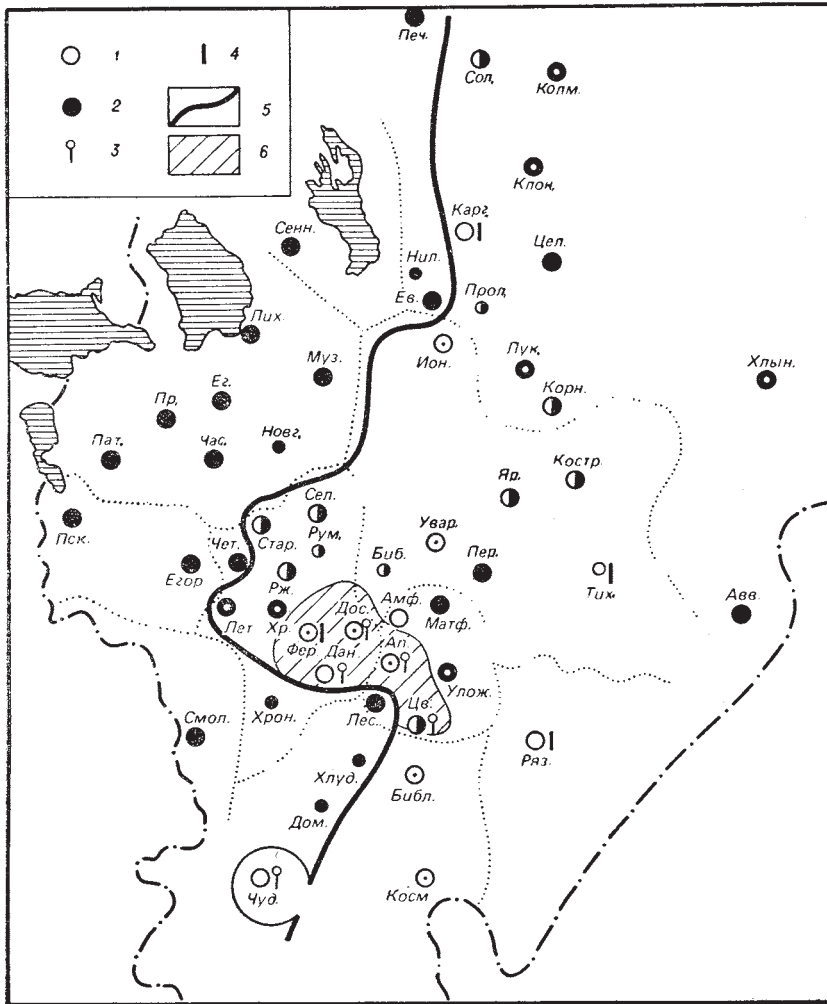 1 4
2 5
3 6
Печ.
Сол.
Колм.
Клон.
Карг.
Сенн.
Нил.
Цел.
Ев.
Прол.
Лих.
Ион.
Муз.
Лук.
Хлын.
Ег.
Корн.
Пр.
Новг.
Пат.
Час.
Костр.
Яр.
Сел.
Пск.
Увар.
Рум.
Чет.
Стар.
Биб.
Пер.
Егор
Рж.
Тих.
Авв.
Амф.
Дос.
Лет
Хр.
Матф.
Фер.
Дан.
Ап.
Улож.
Хрон.
Лес.
Цв.
Смол.
Ряз.
Хлуд.
Библ.
Дом.
Чуд.
Косм